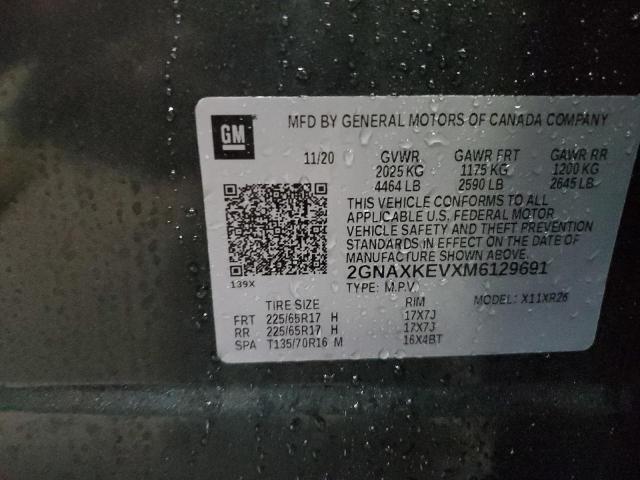 GM
MFD BY GENERAL MOTORS OF CANADA COMPANY
11/20 GVWR GAWR FRT GAWR RR
2025 KG 1175 KG 1200 KG
4464 LB 2590 LB 2645 LB
THIS VEHICLE CONFORMS TO ALL
APPLICABLE U.S. FEDERAL MOTOR
VEHICLE SAFETY AND THEFT PREVENTION
STANDARDS IN EFFECT ON THE DATE OF
MANUFACTURE SHOWN ABOVE.
139X
2GNAXKEVXM6129691
TYPE: M.P.V.
TIRE SIZE RIM MODEL: X11XR26
FRT 225/65R17 H 17X7J
RR 225/65R17 H 17X7J
SPA T135/70R16 M 16X4BT